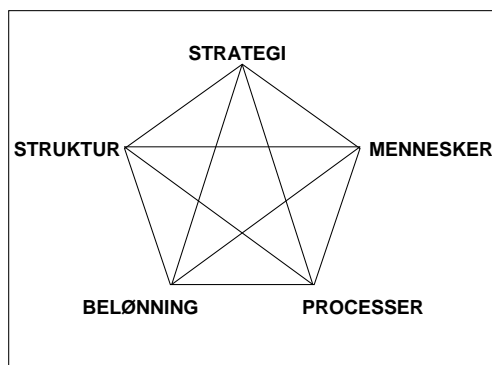 STRATEGI
STRUKTUR
MENNESKER
BELØNNING
PROCESSER